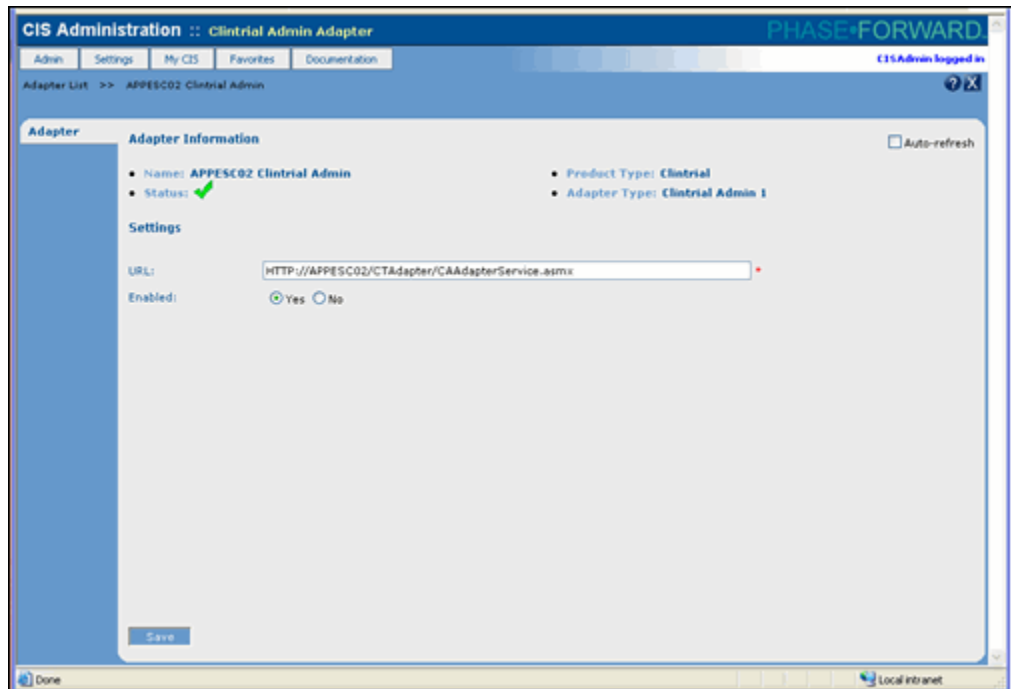 CIS Administration :: Clintrial Admin Adapter
PHASE FORWARD
Admin Settings My CIS Favorites Documentation
CISAdmin logged in
Adapter List >> APPESC02 Clintrial Admin
? X
Adapter
Adapter Information
Auto-refresh
• Name: APPESC02 Clintrial Admin
• Product Type: Clintrial
• Status:
• Adapter Type: Clintrial Admin 1
Settings
URL: HTTP://APPESC02/CTAdapter/CAAdapterService.asmx *
Enabled: Yes No
Save
Done
Local intranet